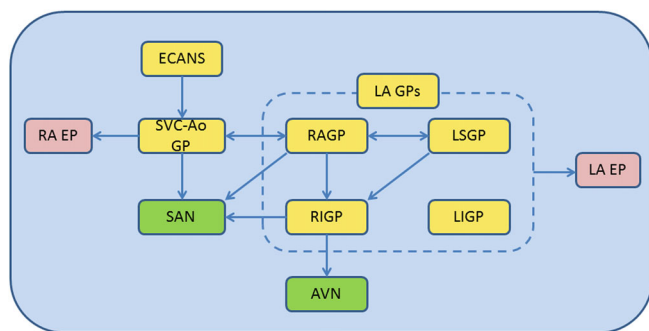 ECANS
LA GPs
RA EP
SVC-Ao
GP
RAGP
LSGP
LA EP
SAN
RIGP
LIGP
AVN